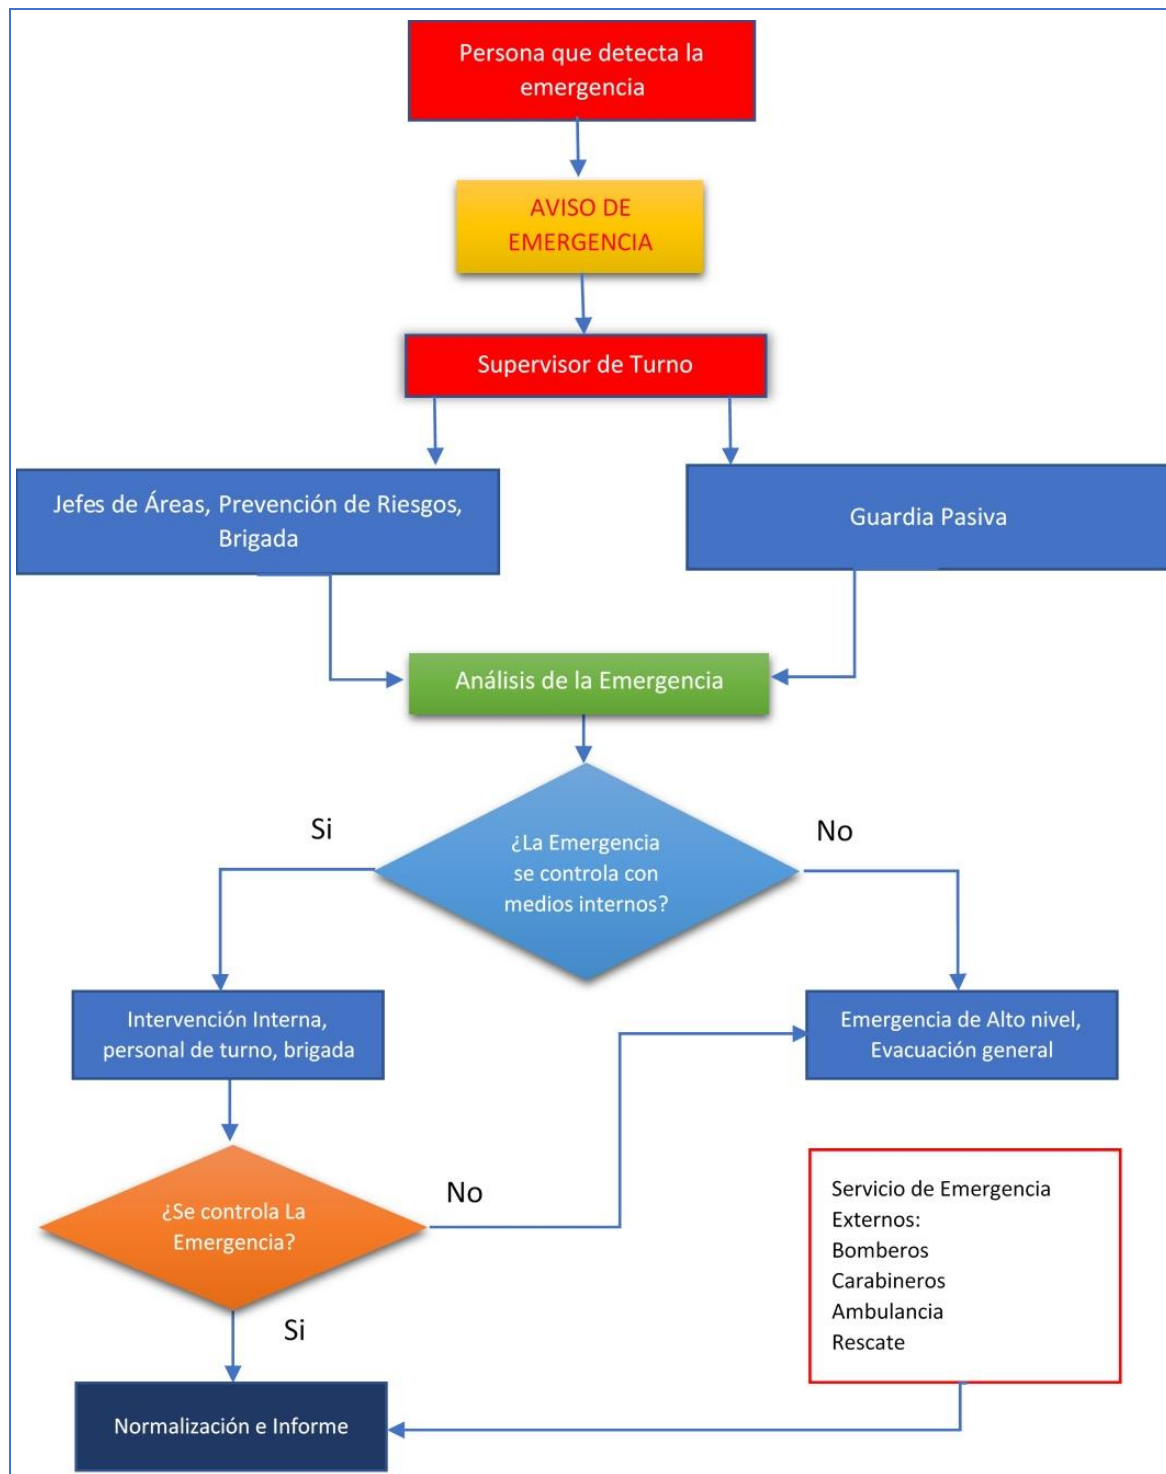 Persona que detecta la
emergencia
AVISO DE
EMERGENCIA
Supervisor de Turno
Jefes de Áreas, Prevención de Riesgos,
Brigada
Guardia Pasiva
Análisis de la Emergencia
Si
No
¿La Emergencia
se controla con
medios internos?
Intervención Interna,
personal de turno, brigada
Emergencia de Alto nivel,
Evacuación general
¿Se controla La
Emergencia?
No
Si
Servicio de Emergencia
Externos:
Bomberos
Carabineros
Ambulancia
Rescate
Normalización e Informe